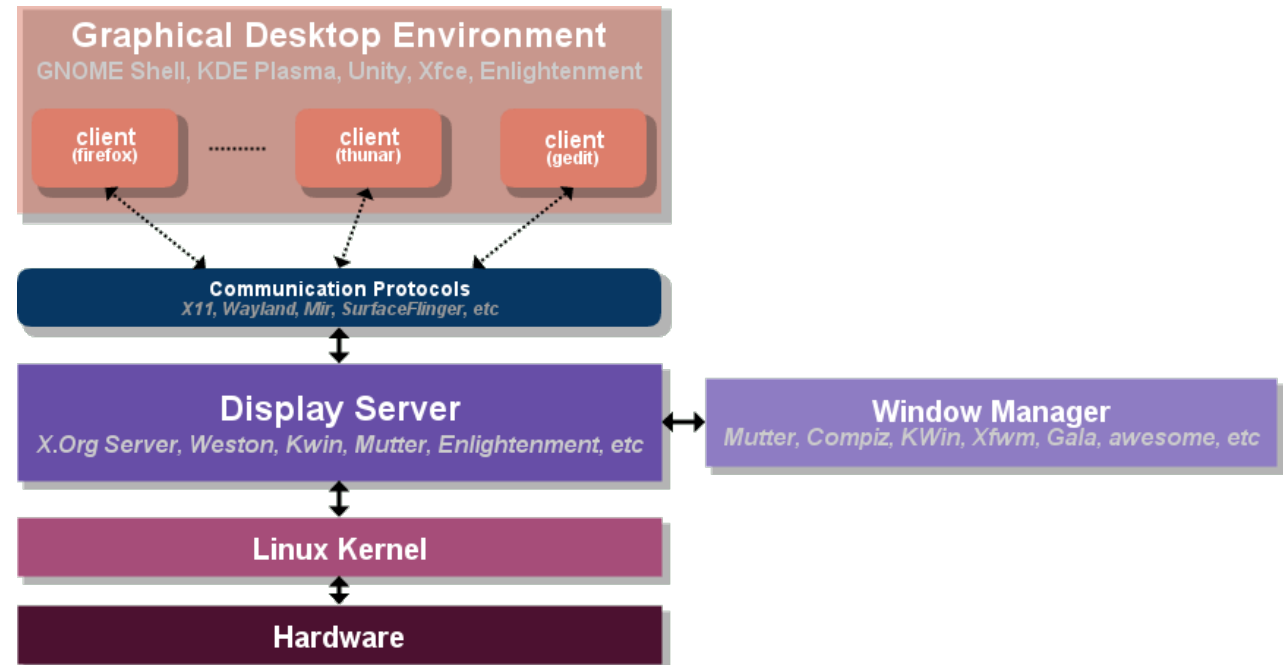 Graphical Desktop Environment
GNOME Shell, KDE Plasma, Unity, Xfce, Enlightenment
client
(firefox)
..........
client
(thunar)
client
(gedit)
Communication Protocols
X11, Wayland, Mir, SurfaceFlinger, etc
Display Server
X.Org Server, Weston, Kwin, Mutter, Enlightenment, etc
Window Manager
Mutter, Compiz, KWin, Xfwm, Gala, awesome, etc
Linux Kernel
Hardware